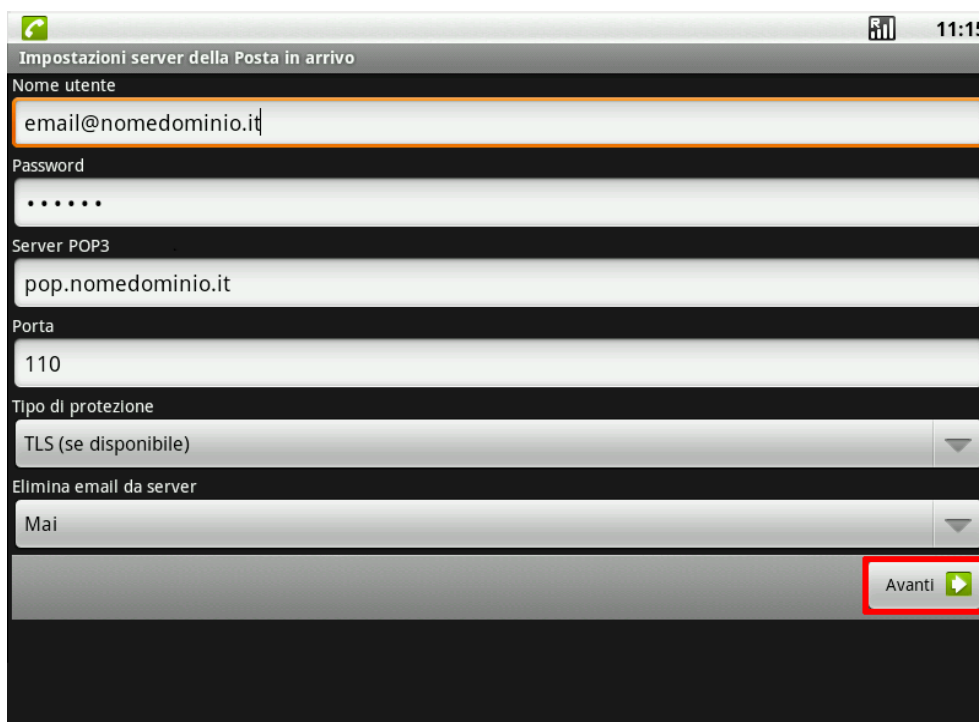 11:15
Impostazioni server della Posta in arrivo
Nome utente
email@nomedominio.it
Password
••••••
Server POP3
pop.nomedominio.it
Porta
110
Tipo di protezione
TLS (se disponibile)
Elimina email da server
Mai
Avanti